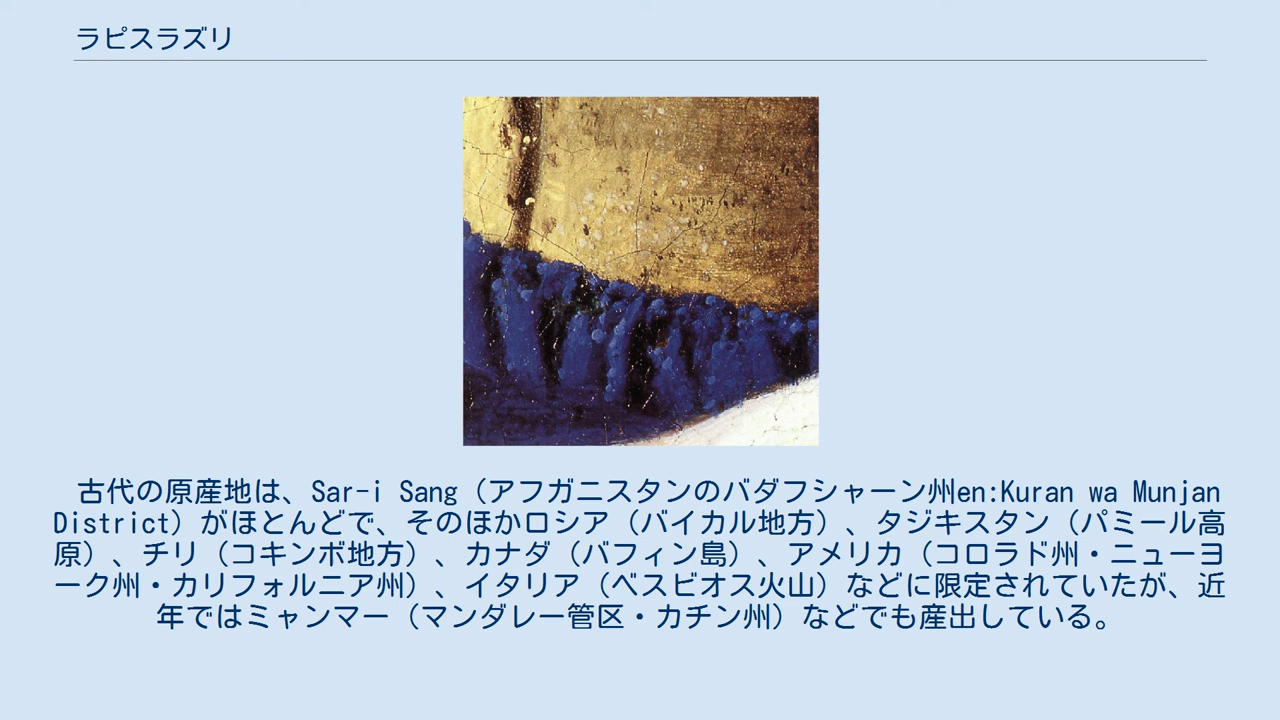 ラピスラズリ
古代の原産地は、Sar-i Sang（アフガニスタンのバダフシャーン州en:Kuran wa Munjan
District）がほとんどで、そのほかロシア（バイカル地方）、タジキスタン（パミール高
原）、チリ（コキンボ地方）、カナダ（バフィン島）、アメリカ（コロラド州・ニューヨ
ーク州・カリフォルニア州）、イタリア（ベスビオス火山）などに限定されていたが、近
年ではミャンマー（マンダレー管区・カチン州）などでも産出している。